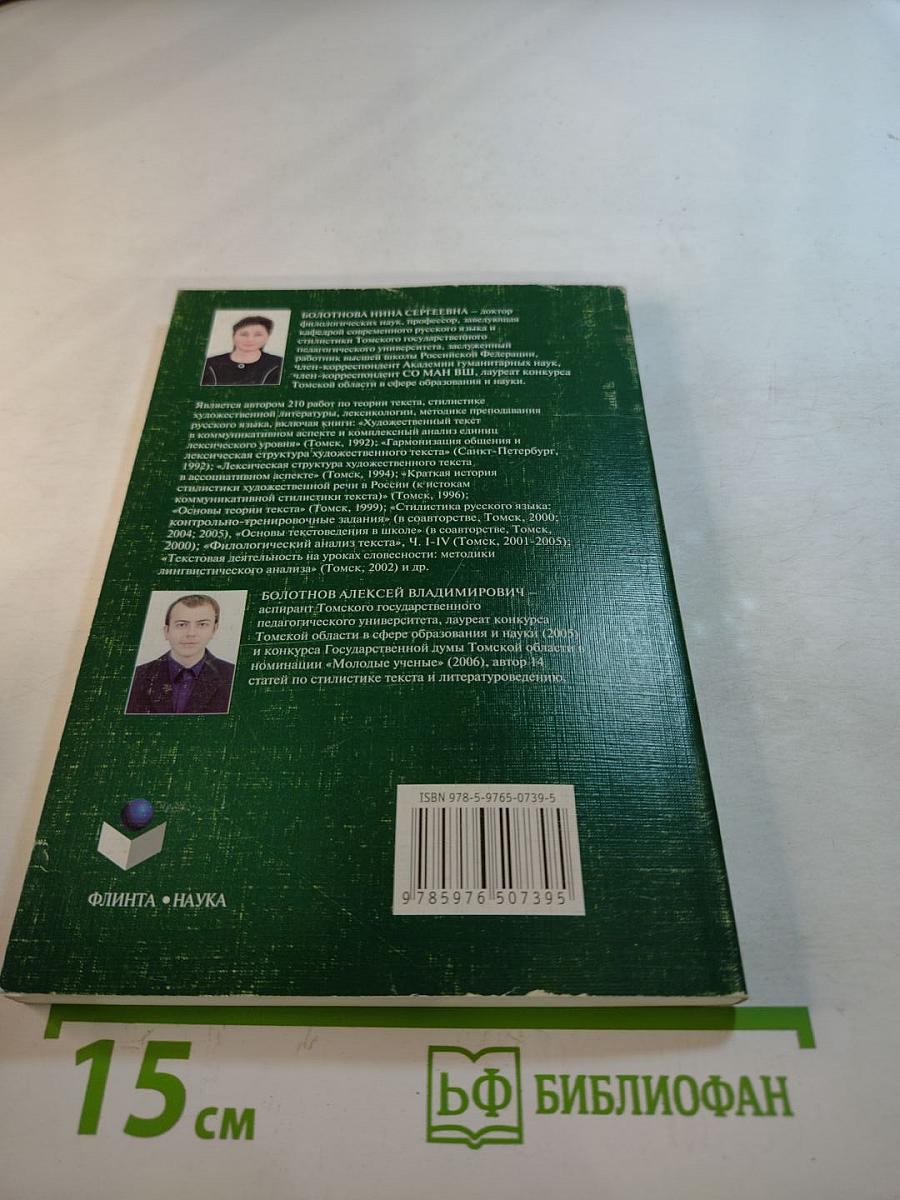 БОЛОТНОВА НИНА СЕРГЕЕВНА – доктор
филологических наук, профессор, заведующая
кафедрой современного русского языка и
стилистики Томского государственного
педагогического университета, заслуженный
работник высшей школы Российской Федерации,
член-корреспондент Академии гуманитарных наук,
член-корреспондент СО МАН ВШ, лауреат конкурса
Томской области в сфере образования и науки.
Является автором 210 работ по теории текста, стилистике
художественной литературы, лексикологии, методике преподавания
русского языка, включая книги: «Художественный текст
в коммуникативном аспекте и комплексный анализ единиц
лексического уровня» (Томск, 1992); «Гармонизация общения и
лексическая структура художественного текста» (Санкт-Петербург,
1992); «Лексическая структура художественного текста
в ассоциативном аспекте» (Томск, 1994); «Краткая история
стилистики художественной речи в России (к истокам
коммуникативной стилистики текста)» (Томск, 1996);
«Основы теории текста» (Томск, 1999); «Стилистика русского языка:
контрольно-тренировочные задания» (в соавторстве, Томск, 2000;
2004; 2005), «Основы текстоведения в школе» (в соавторстве, Томск,
2000); «Филологический анализ текста», Ч. I–IV (Томск, 2001–2005);
«Текстовая деятельность на уроках словесности: методики
лингвистического анализа» (Томск, 2002) и др.
БОЛОТНОВ АЛЕКСЕЙ ВЛАДИМИРОВИЧ –
аспирант Томского государственного
педагогического университета, лауреат конкурса
Томской области в сфере образования и науки (2005)
и конкурса Государственной думы Томской области в
номинации «Молодые ученые» (2006), автор 14
статей по стилистике текста и литературоведению.
ISBN 978-5-9765-0739-5
9 785976 507395
ФЛИНТА • НАУКА
15 см
ЬФ БИБЛИОФАН